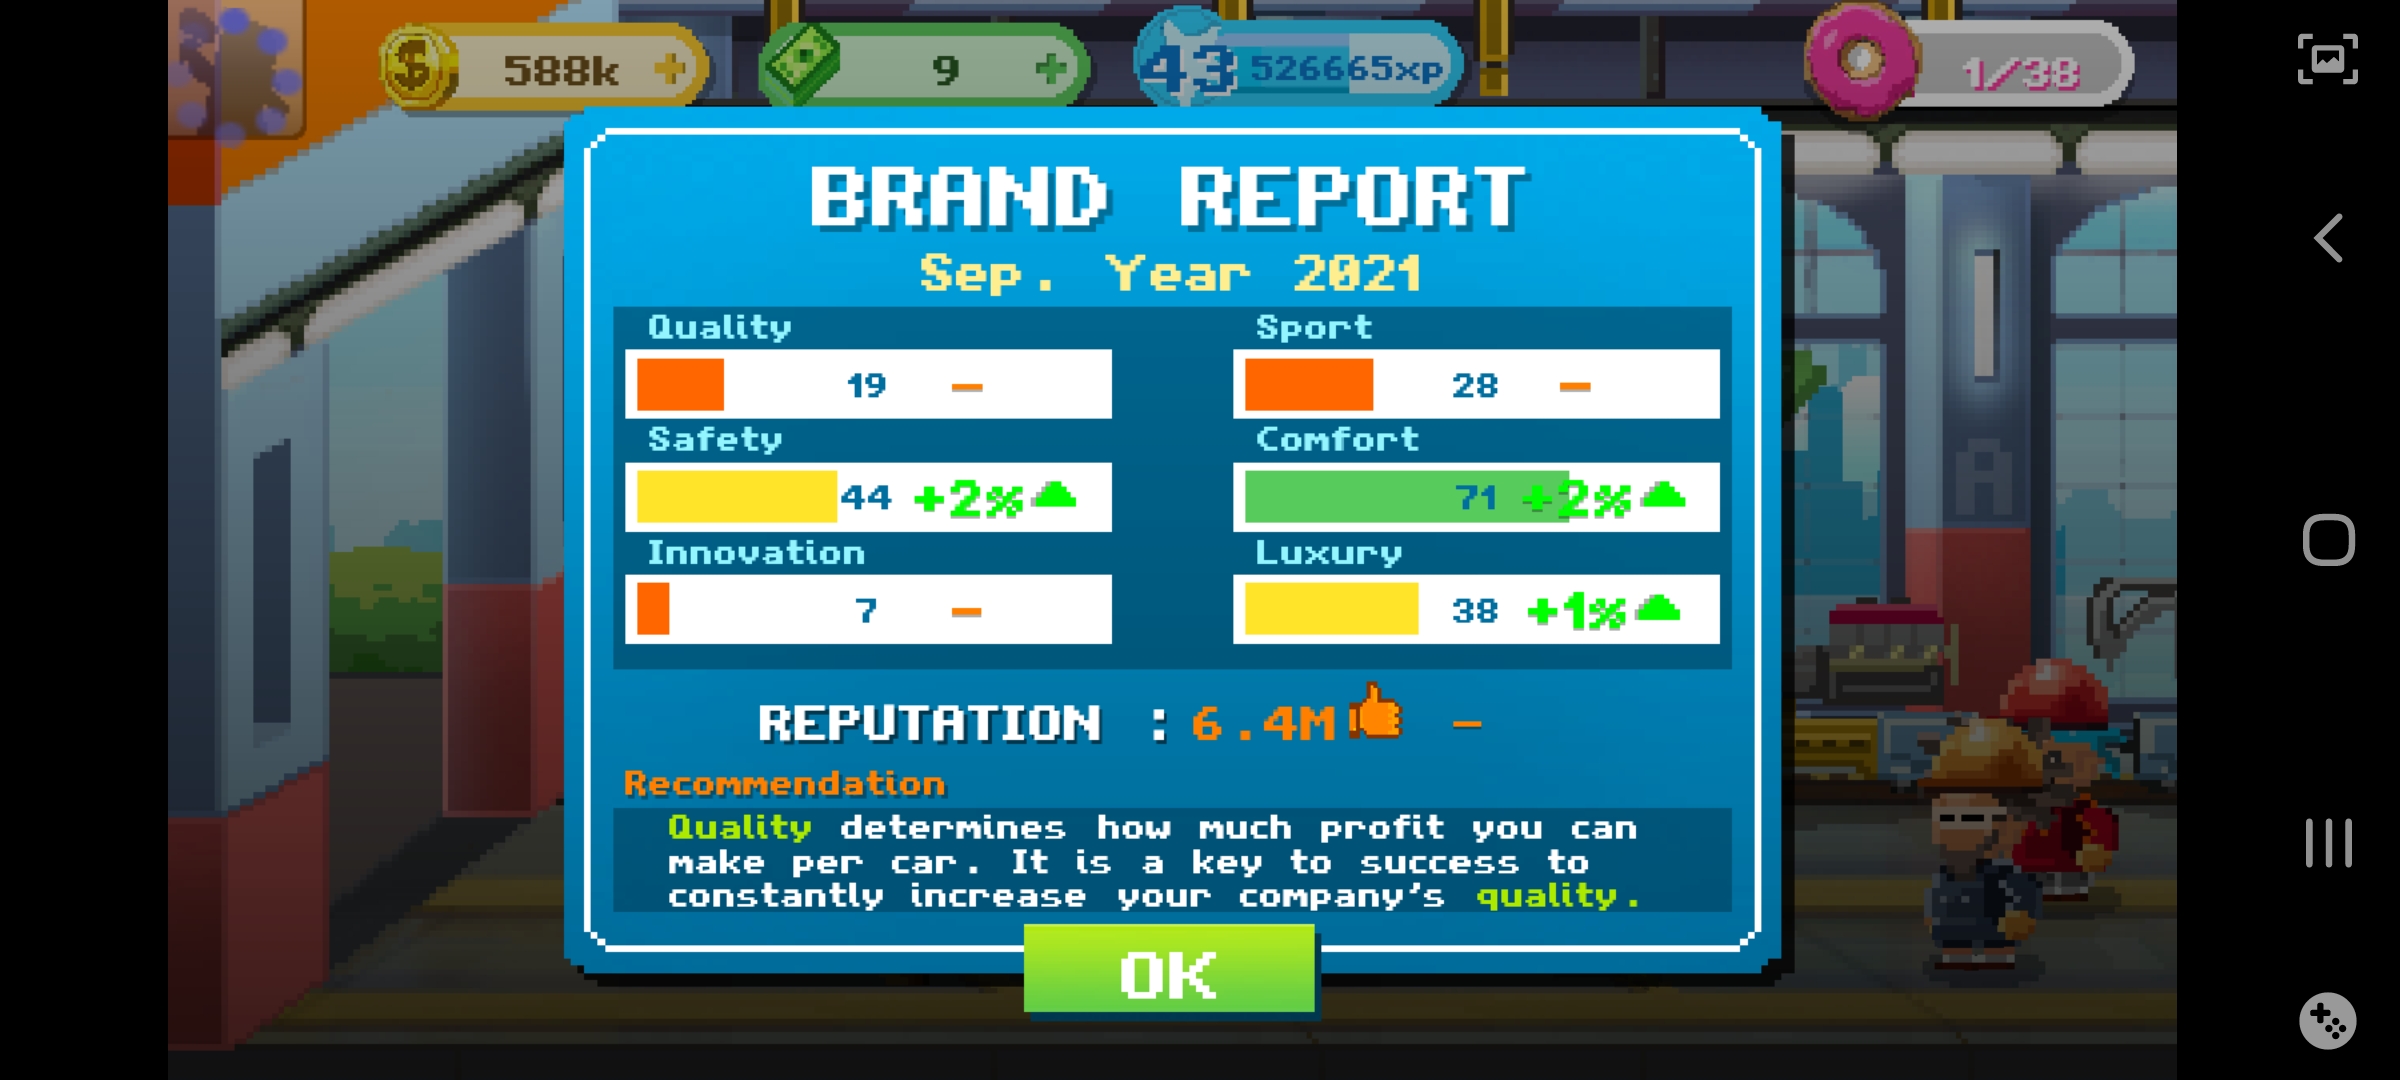 588k +
9 +
43 526665xp
1/38
BRAND REPORT
Sep. Year 2021
Quality
19 –
Sport
28 –
Safety
44 +2%
Comfort
71 +2%
Innovation
7 –
Luxury
38 +1%
REPUTATION : 6.4M –
Recommendation
Quality determines how much profit you can
make per car. It is a key to success to
constantly increase your company's quality.
OK